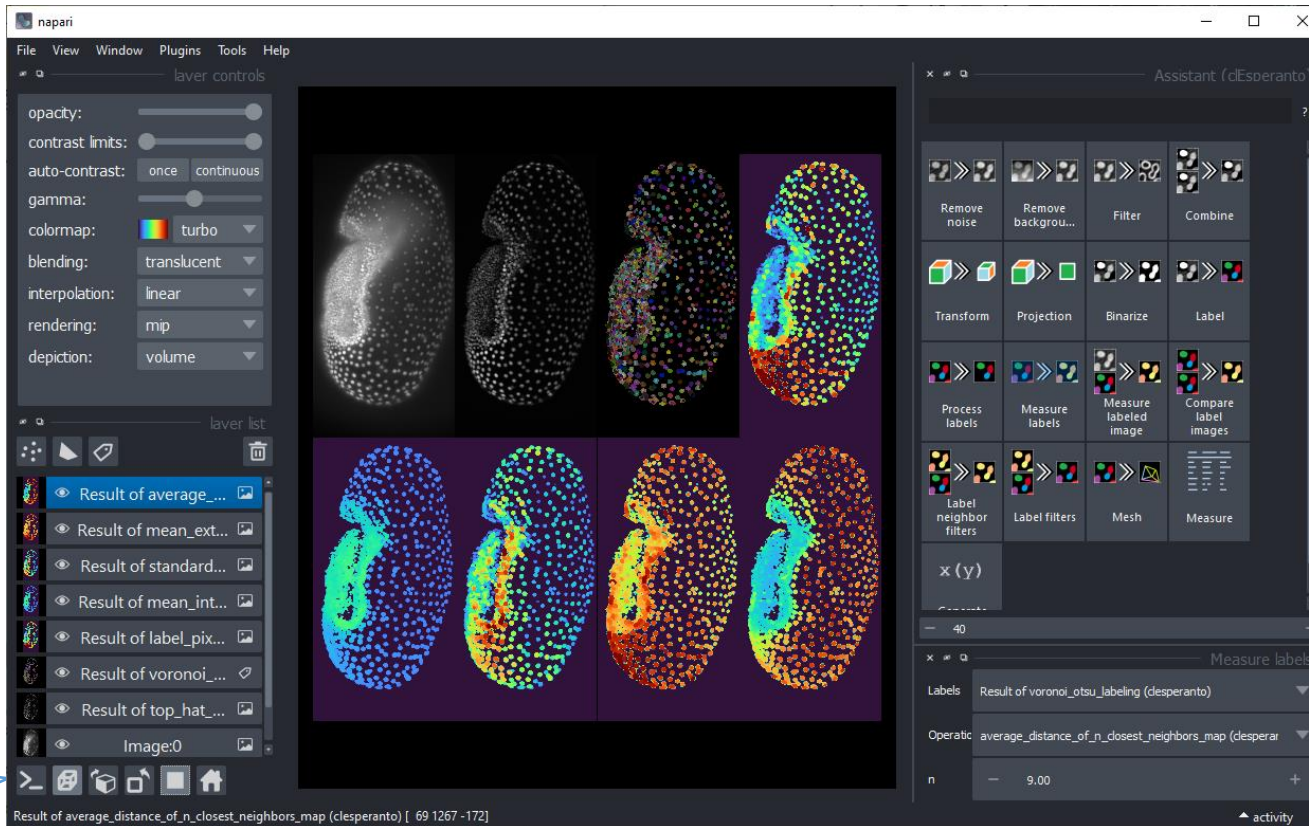 napari
File View Window Plugins Tools Help
layer controls
opacity:
contrast limits:
auto-contrast: once continuous
gamma:
colormap: turbo
blending: translucent
interpolation: linear
rendering: mip
depiction: volume
layer list
Result of average_...
Result of mean_ext...
Result of standard...
Result of mean_int...
Result of label_pix...
Result of voronoi_...
Result of top_hat_...
Image:0
Result of average_distance_of_n_closest_neighbors_map (clesperanto) [ 69 1267 -172]
Assistant (clEsperanto)
?
Remove noise
Remove backgrou...
Filter
Combine
Transform
Projection
Binarize
Label
Process labels
Measure labels
Measure labeled image
Compare label images
Label neighbor filters
Label filters
Mesh
Measure
x(y)
40
Measure labels
Labels Result of voronoi_otsu_labeling (clesperanto)
Operatic average_distance_of_n_closest_neighbors_map (clesperar
n − 9.00 +
activity